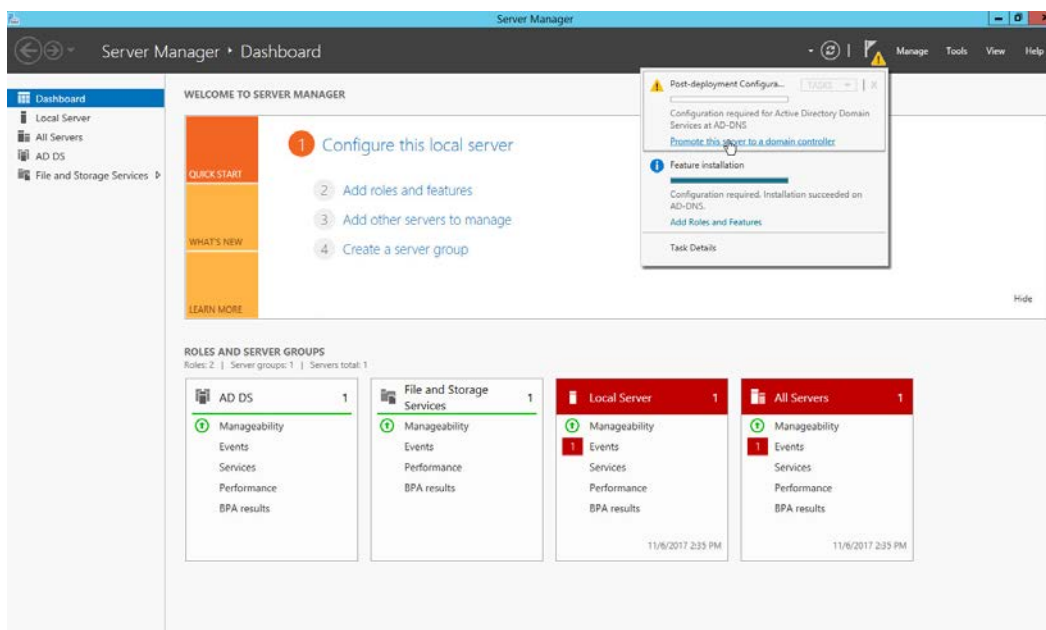 Server Manager
Server Manager • Dashboard
Manage Tools View Help
Dashboard
Local Server
All Servers
AD DS
File and Storage Services
WELCOME TO SERVER MANAGER
QUICK START
WHAT'S NEW
LEARN MORE
1 Configure this local server
2 Add roles and features
3 Add other servers to manage
4 Create a server group
Hide
Post-deployment Configura... TASKS X
Configuration required for Active Directory Domain
Services at AD-DNS
Promote this server to a domain controller
Feature installation
Configuration required. Installation succeeded on
AD-DNS.
Add Roles and Features
Task Details
ROLES AND SERVER GROUPS
Roles: 2 | Server groups: 1 | Servers total: 1
AD DS 1
Manageability
Events
Services
Performance
BPA results
File and Storage
Services 1
Manageability
Events
Performance
BPA results
Local Server 1
Manageability
1 Events
Services
Performance
BPA results
11/6/2017 2:35 PM
All Servers 1
Manageability
1 Events
Services
Performance
BPA results
11/6/2017 2:35 PM